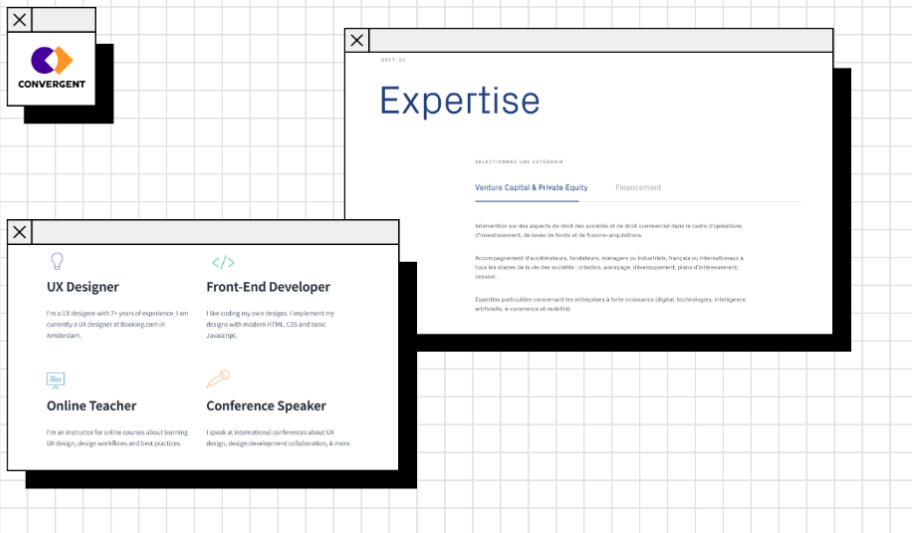 CONVERGENT
SECT. 01
Expertise
SELECTIONNEZ UNE CATÉGORIE
Venture Capital & Private Equity
Financement
Intervention sur des aspects de droit des sociétés et de droit commercial dans le cadre d'opérations
d'investissement, de levée de fonds et de fusions-acquisitions.
Accompagnement d'accélérateurs, fondateurs, managers ou industriels, français ou internationaux à
tous les stades de la vie des sociétés : création, amorçage, développement, plans d'intéressement,
cession.
Expertise particulière concernant les entreprises à forte croissance (digital, technologies, intelligence
artificielle, e-commerce et mobilité).
UX Designer
I'm a UX designer with 7+ years of experience. I am
currently a UX designer at Booking.com in
Amsterdam.
Front-End Developer
I like coding my own designs. I implement my
designs with modern HTML, CSS and basic
Javascript.
Online Teacher
I'm an instructor for online courses about learning
UX design, design workflows and best practices.
Conference Speaker
I speak at international conferences about UX
design, design-development collaboration, & more.